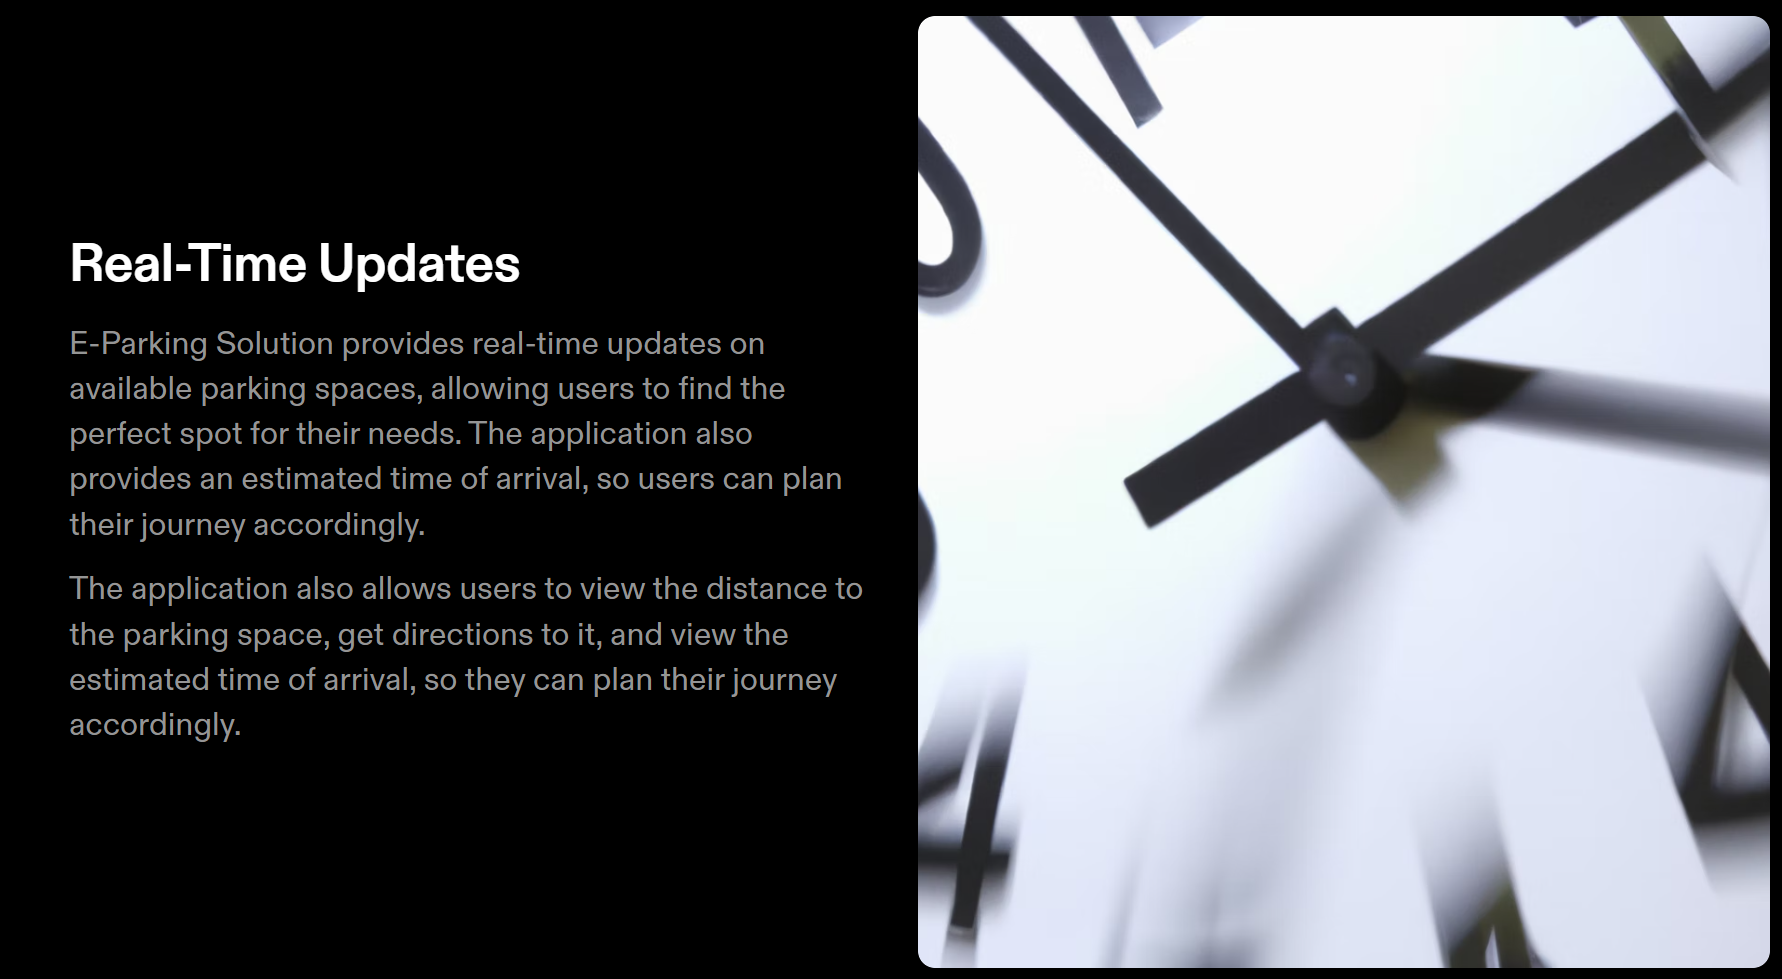 Real-Time Updates
E-Parking Solution provides real-time updates on
available parking spaces, allowing users to find the
perfect spot for their needs. The application also
provides an estimated time of arrival, so users can plan
their journey accordingly.
The application also allows users to view the distance to
the parking space, get directions to it, and view the
estimated time of arrival, so they can plan their journey
accordingly.